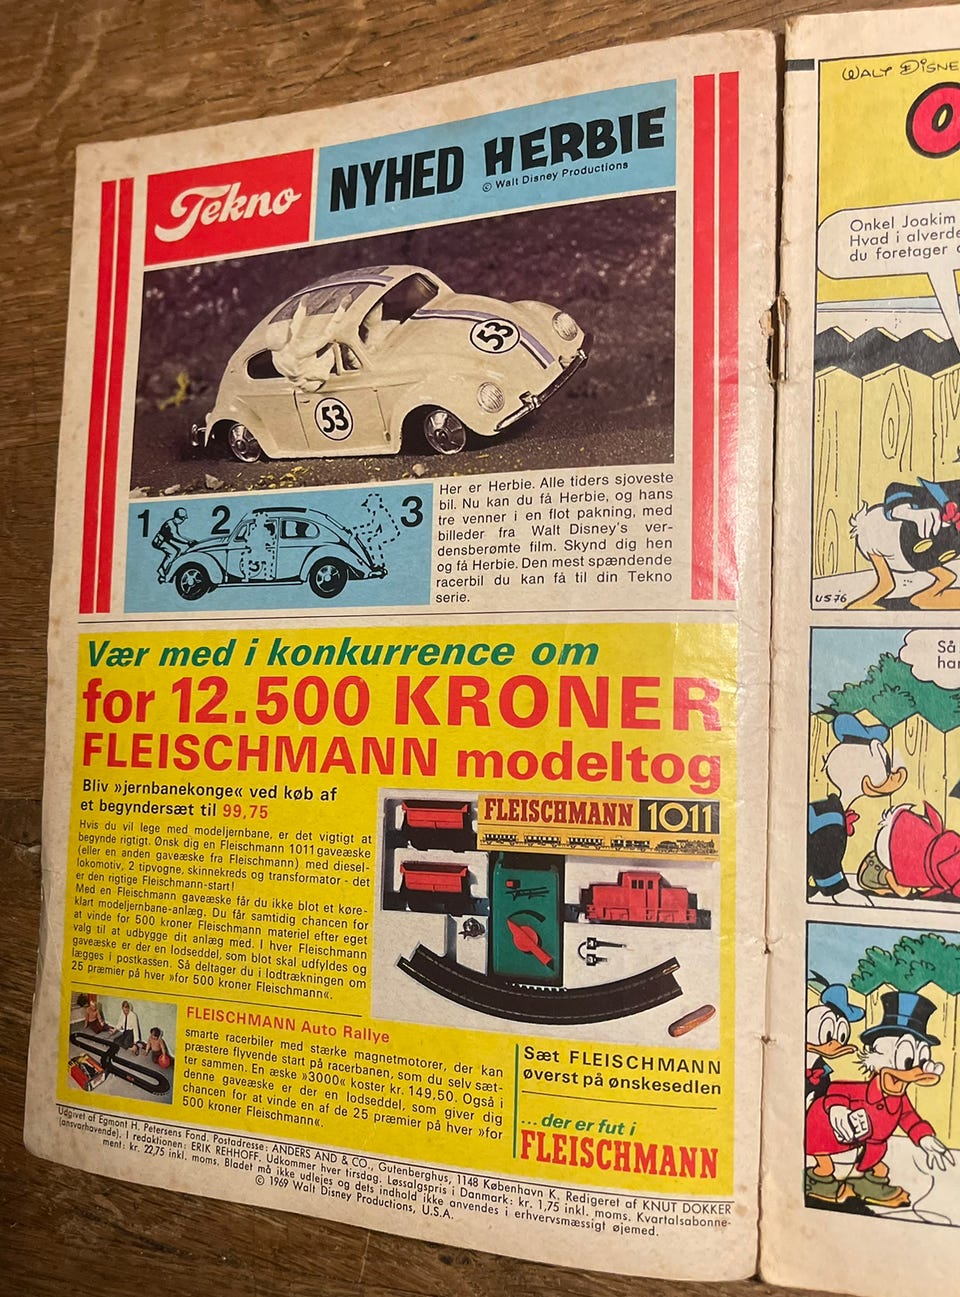 Tekno
NYHED HERBIE
© Walt Disney Productions
53
53
Her er Herbie. Alle tiders sjoveste
bil. Nu kan du få Herbie, og hans
tre venner i en flot pakning, med
billeder fra Walt Disney's ver-
densberømte film. Skynd dig hen
og få Herbie. Den mest spændende
racerbil du kan få til din Tekno
serie.
1 2 3
53
Vær med i konkurrence om
for 12.500 KRONER
FLEISCHMANN modeltog
Bliv »jernbanekonge« ved køb af
et begyndersæt til 99,75
Hvis du vil lege med modeljernbane, er det vigtigt at
begynde rigtigt. Ønsk dig en Fleischmann 1011 gaveæske
(eller en anden gaveæske fra Fleischmann) med diesel-
lokomotiv, 2 tipvogne, skinnekreds og transformator - det
er den rigtige Fleischmann-start!
Med en Fleischmann gaveæske får du ikke blot et køre-
klart modeljernbane-anlæg. Du får samtidig chancen for
at vinde for 500 kroner Fleischmann materiel efter eget
valg til at udbygge dit anlæg med. I hver Fleischmann
gaveæske er der en lodseddel, som blot skal udfyldes og
lægges i postkassen. Så deltager du i lodtrækningen om
25 præmier på hver »for 500 kroner Fleischmann«.
FLEISCHMANN 1011
FLEISCHMANN Auto Rallye
smarte racerbiler med stærke magnetmotorer, der kan
præstere flyvende start på racerbanen, som du selv sæt-
ter sammen. En æske »3000« koster kr. 149,50. Også i
denne gaveæske er der en lodseddel, som giver dig
chancen for at vinde en af de 25 præmier på hver »for
500 kroner Fleischmann«.
Sæt FLEISCHMANN
øverst på ønskesedlen
... der er fut i
FLEISCHMANN
Udgivet af Egmont H. Petersens Fond. Postadresse: ANDERS AND & CO., Gutenberghus, 1148 København K. Redigeret af KNUT DOKKER
(ansvarhavende). I redaktionen: ERIK REHHOFF. Udkommer hver tirsdag. Løssalgspris i Danmark: kr. 1,75 inkl. moms. Kvartalsabonne-
ment: kr. 22,75 inkl. moms. Bladet må ikke udlejes og dets indhold ikke anvendes i erhvervsmæssigt øjemed.
© 1969 Walt Disney Productions, U.S.A.
WALT DISNE
O
Onkel Joakim
Hvad i alverde
du foretager
US 76
Så
har